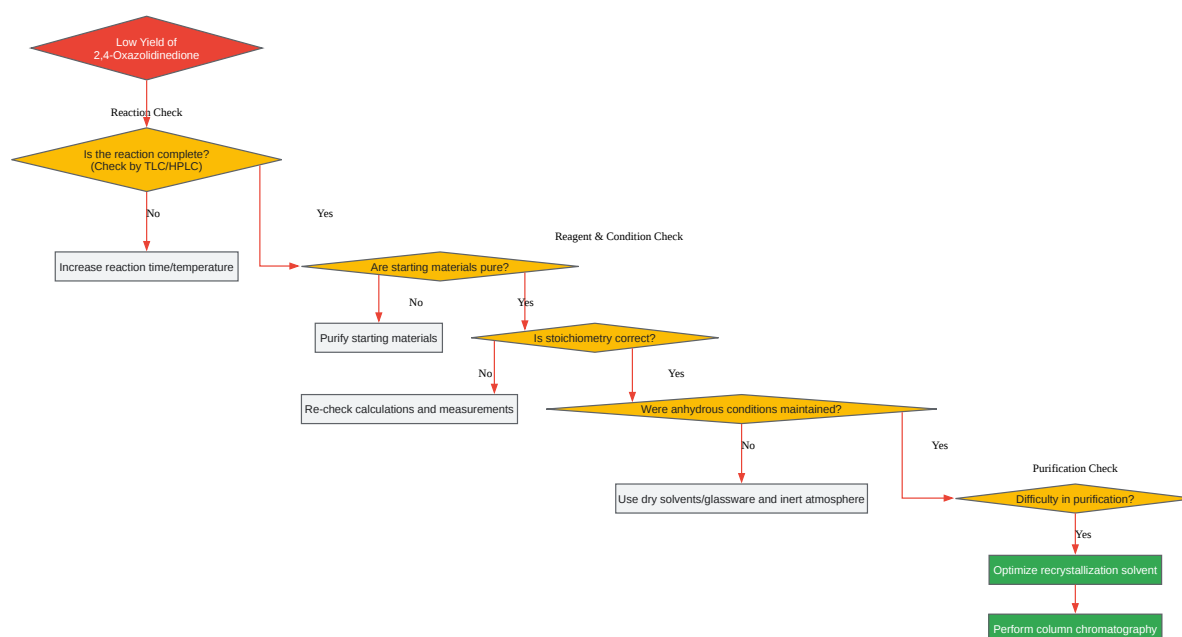 Low Yield of
2,4-Oxazolidinedione
Reaction Check
Is the reaction complete?
(Check by TLC/HPLC)
No
Yes
Increase reaction time/temperature
Reagent & Condition Check
Are starting materials pure?
No
Yes
Purify starting materials
Is stoichiometry correct?
No
Yes
Re-check calculations and measurements
Were anhydrous conditions maintained?
No
Yes
Use dry solvents/glassware and inert atmosphere
Purification Check
Difficulty in purification?
Yes
Optimize recrystallization solvent
Perform column chromatography